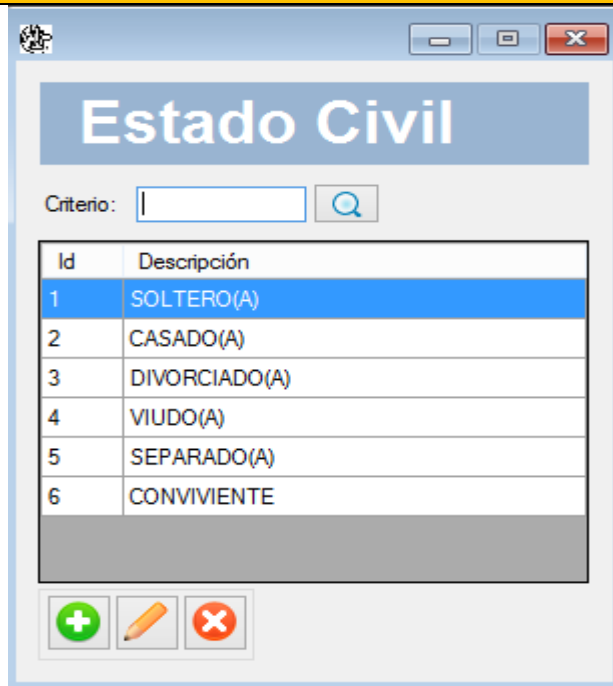 Estado Civil
Criterio:
Id Descripción
1 SOLTERO(A)
2 CASADO(A)
3 DIVORCIADO(A)
4 VIUDO(A)
5 SEPARADO(A)
6 CONVIVIENTE